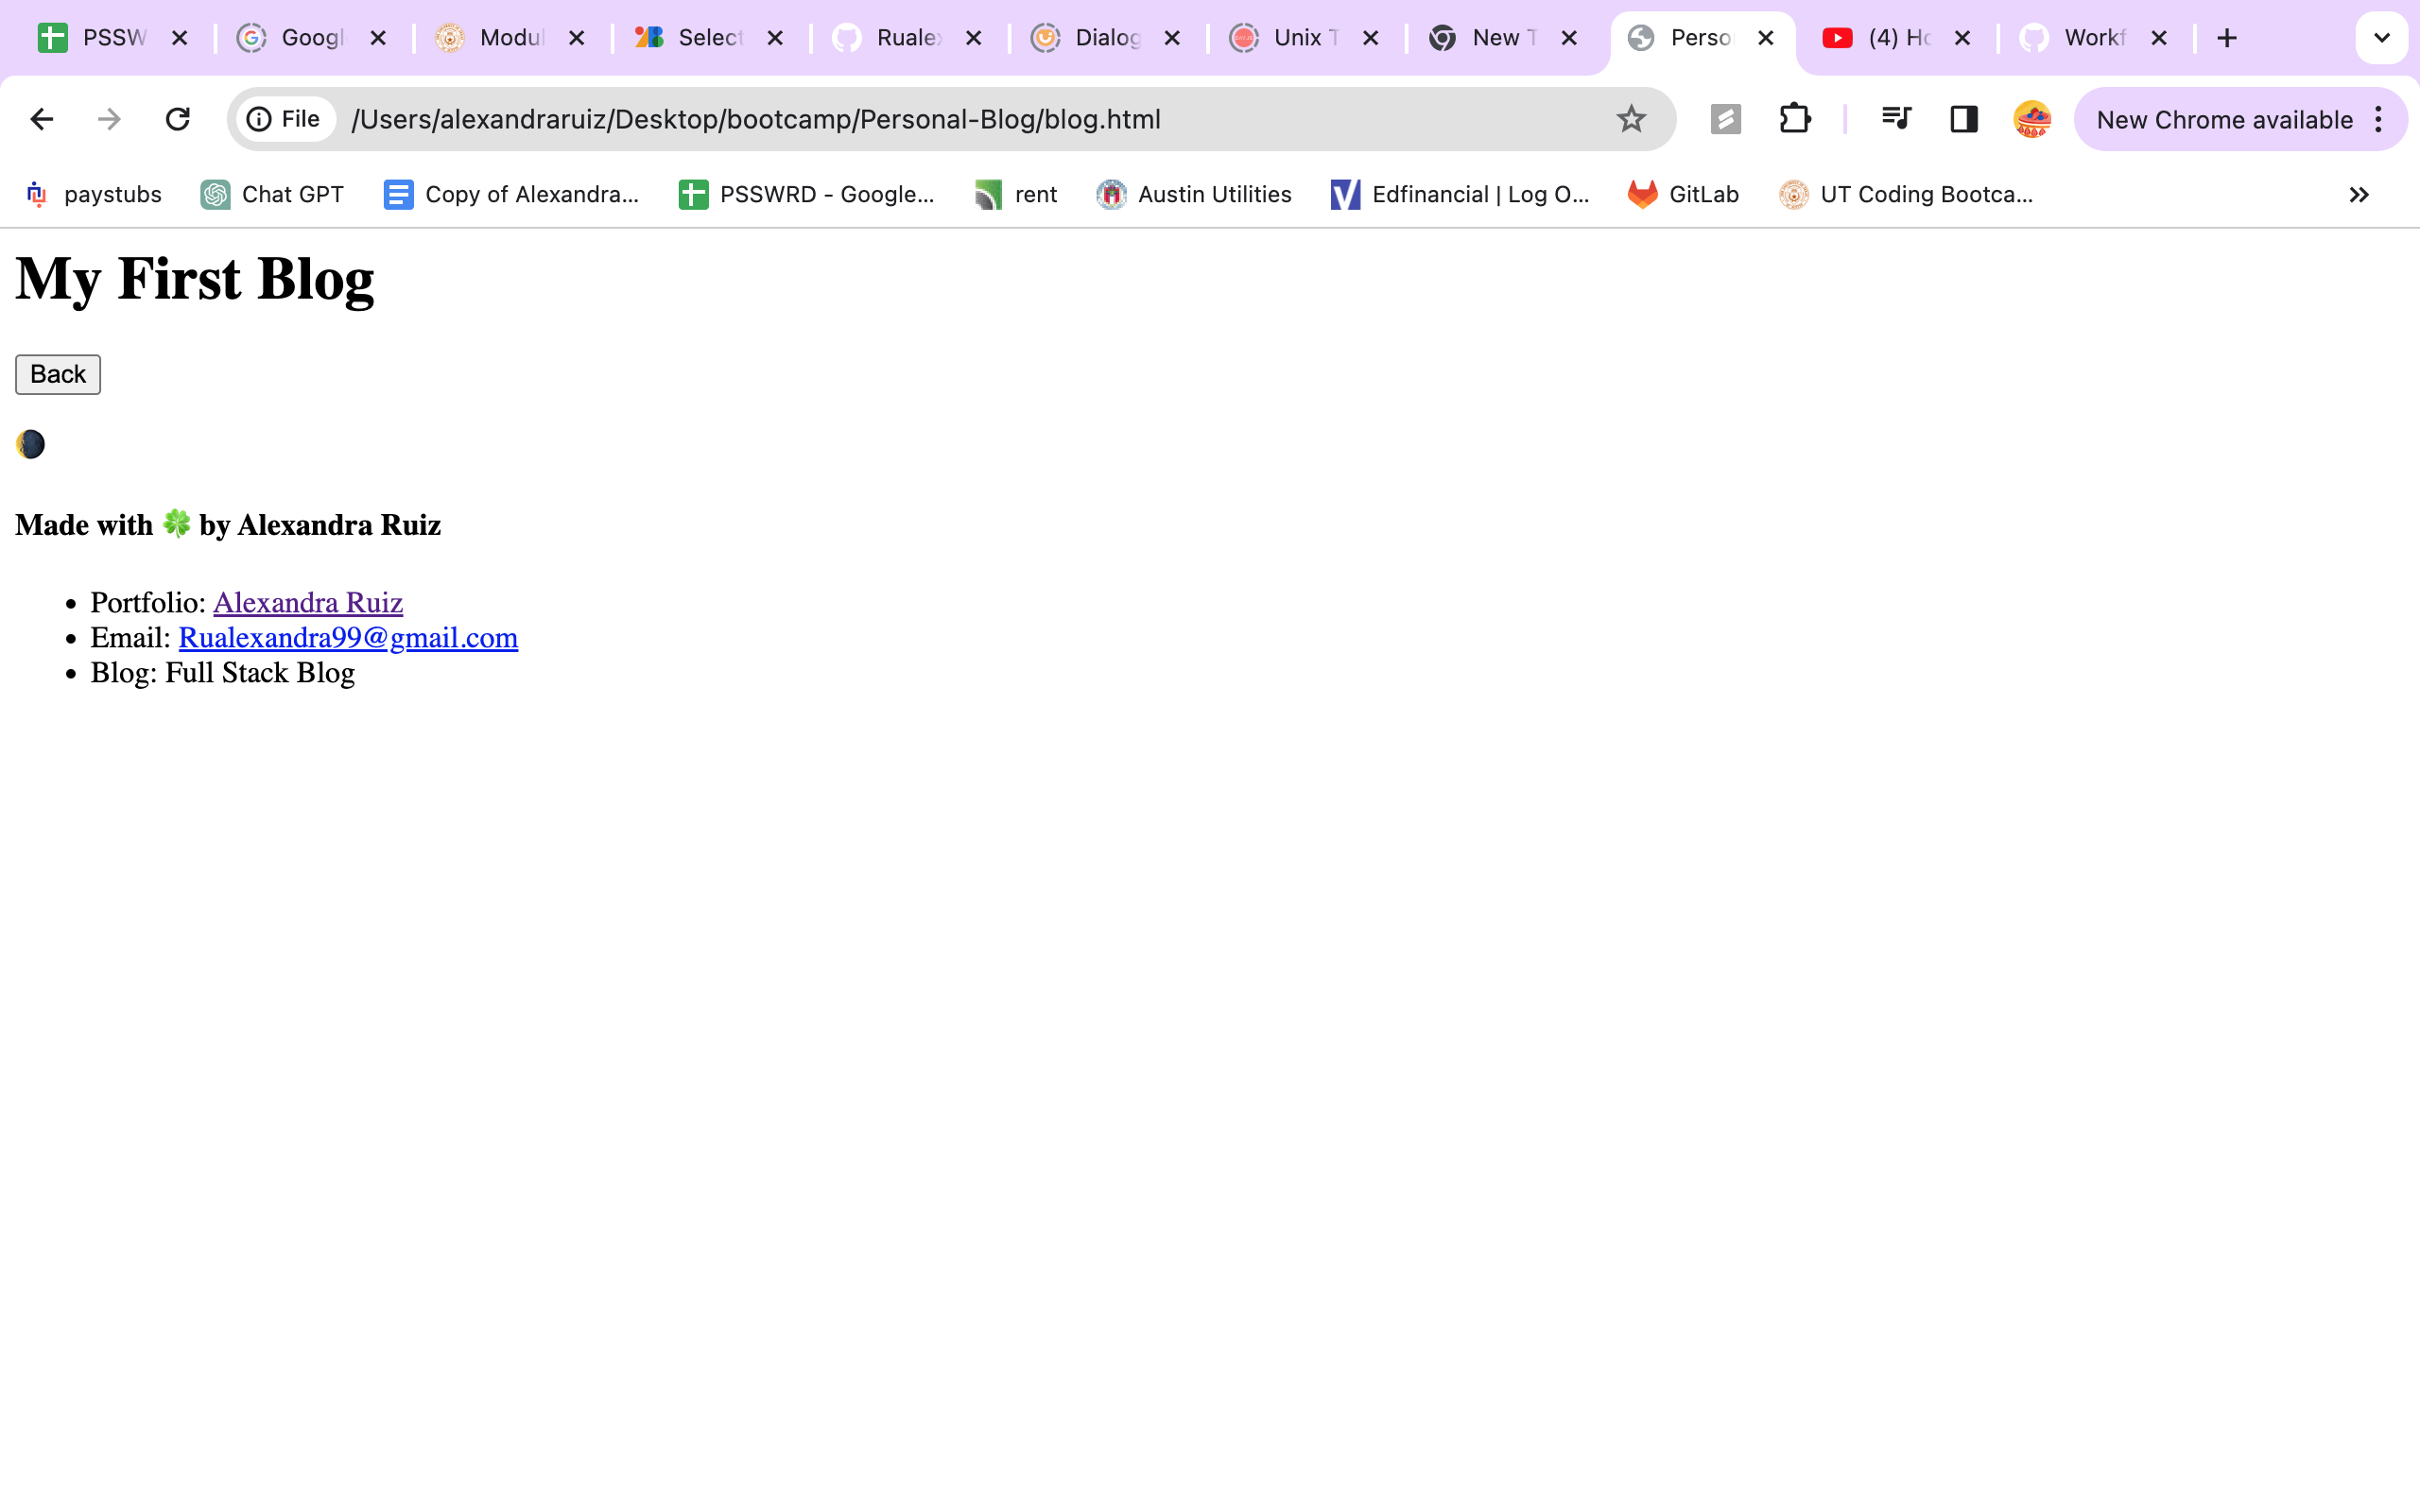 PSSW Googl Modul Select Rualex Dialog Unix T New T Perso (4) Ho Workf
File /Users/alexandraruiz/Desktop/bootcamp/Personal-Blog/blog.html New Chrome available
paystubs Chat GPT Copy of Alexandra... PSSWRD - Google... rent Austin Utilities Edfinancial | Log O... GitLab UT Coding Bootca...
My First Blog
Back
Made with 🍀 by Alexandra Ruiz
• Portfolio: Alexandra Ruiz
• Email: Rualexandra99@gmail.com
• Blog: Full Stack Blog